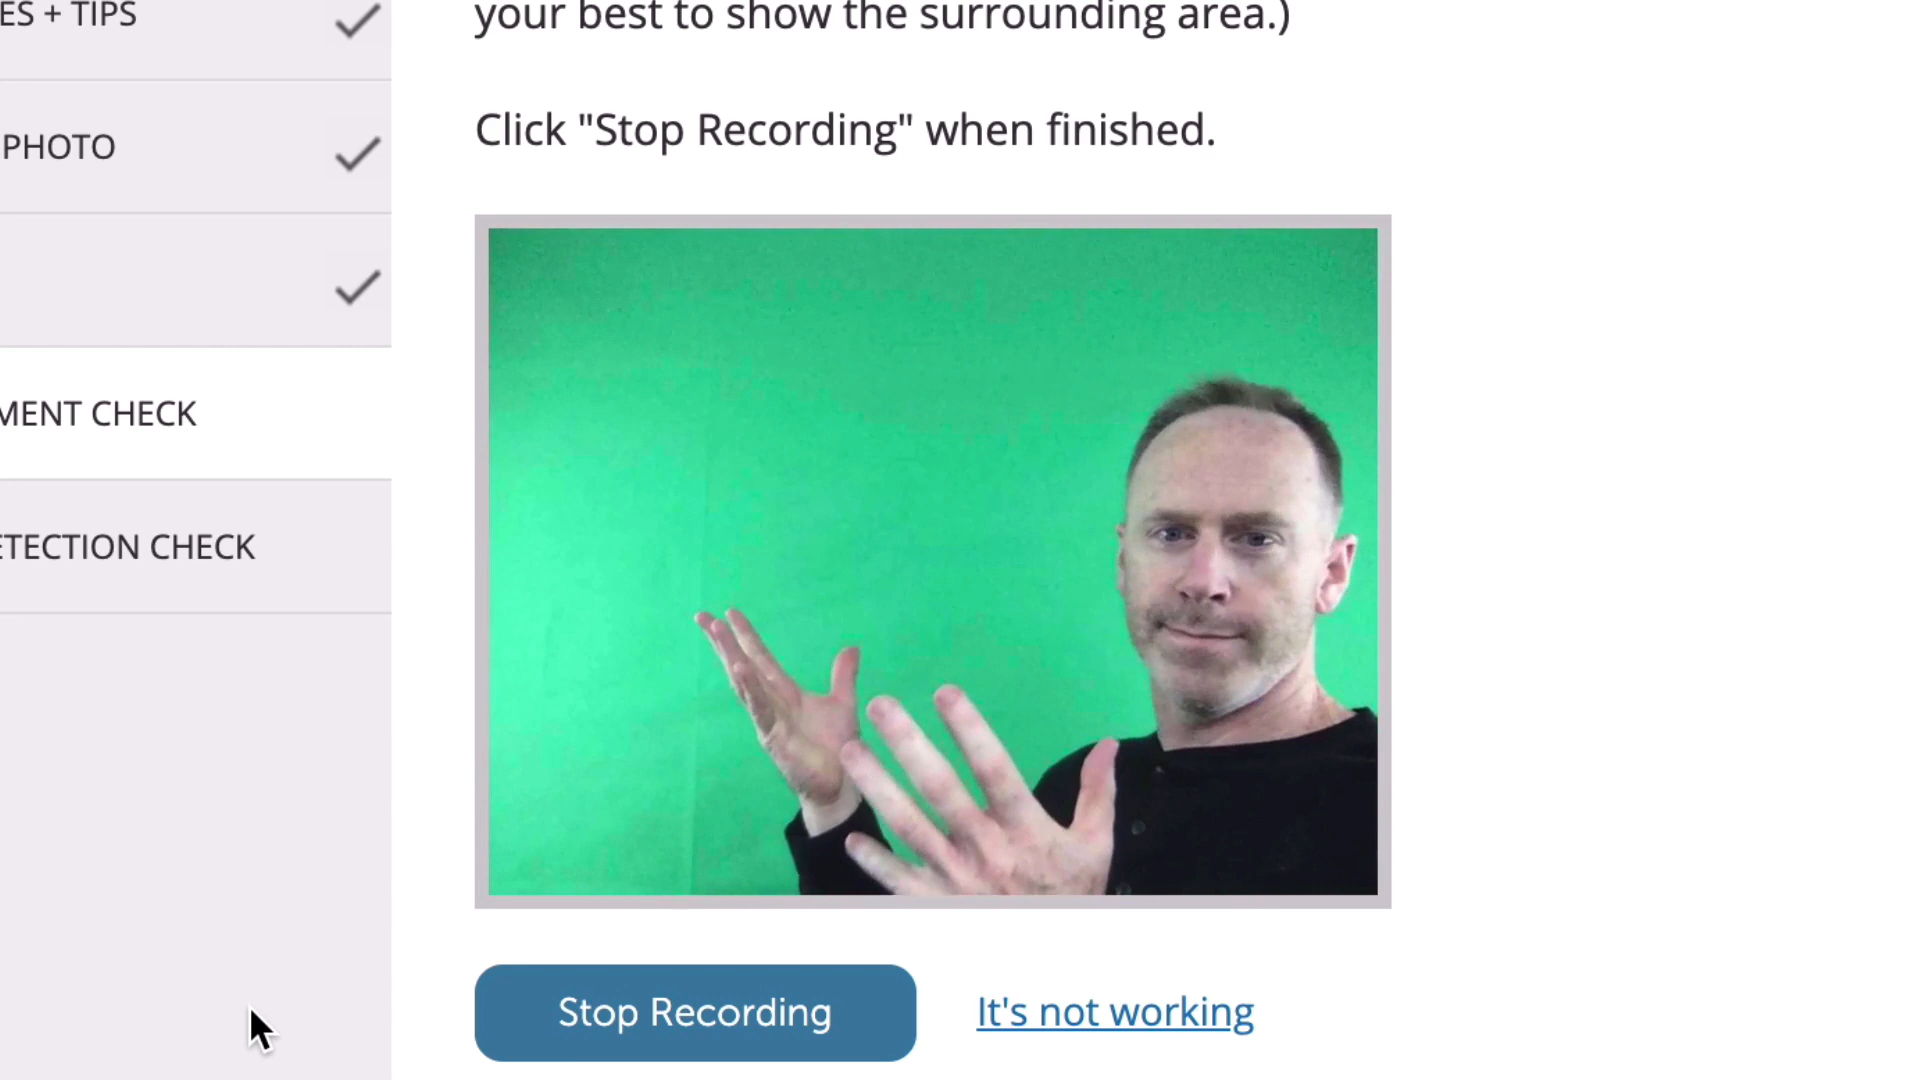 ES + TIPS
PHOTO
MENT CHECK
ETECTION CHECK
your best to show the surrounding area.)
Click "Stop Recording" when finished.
Stop Recording
It's not working